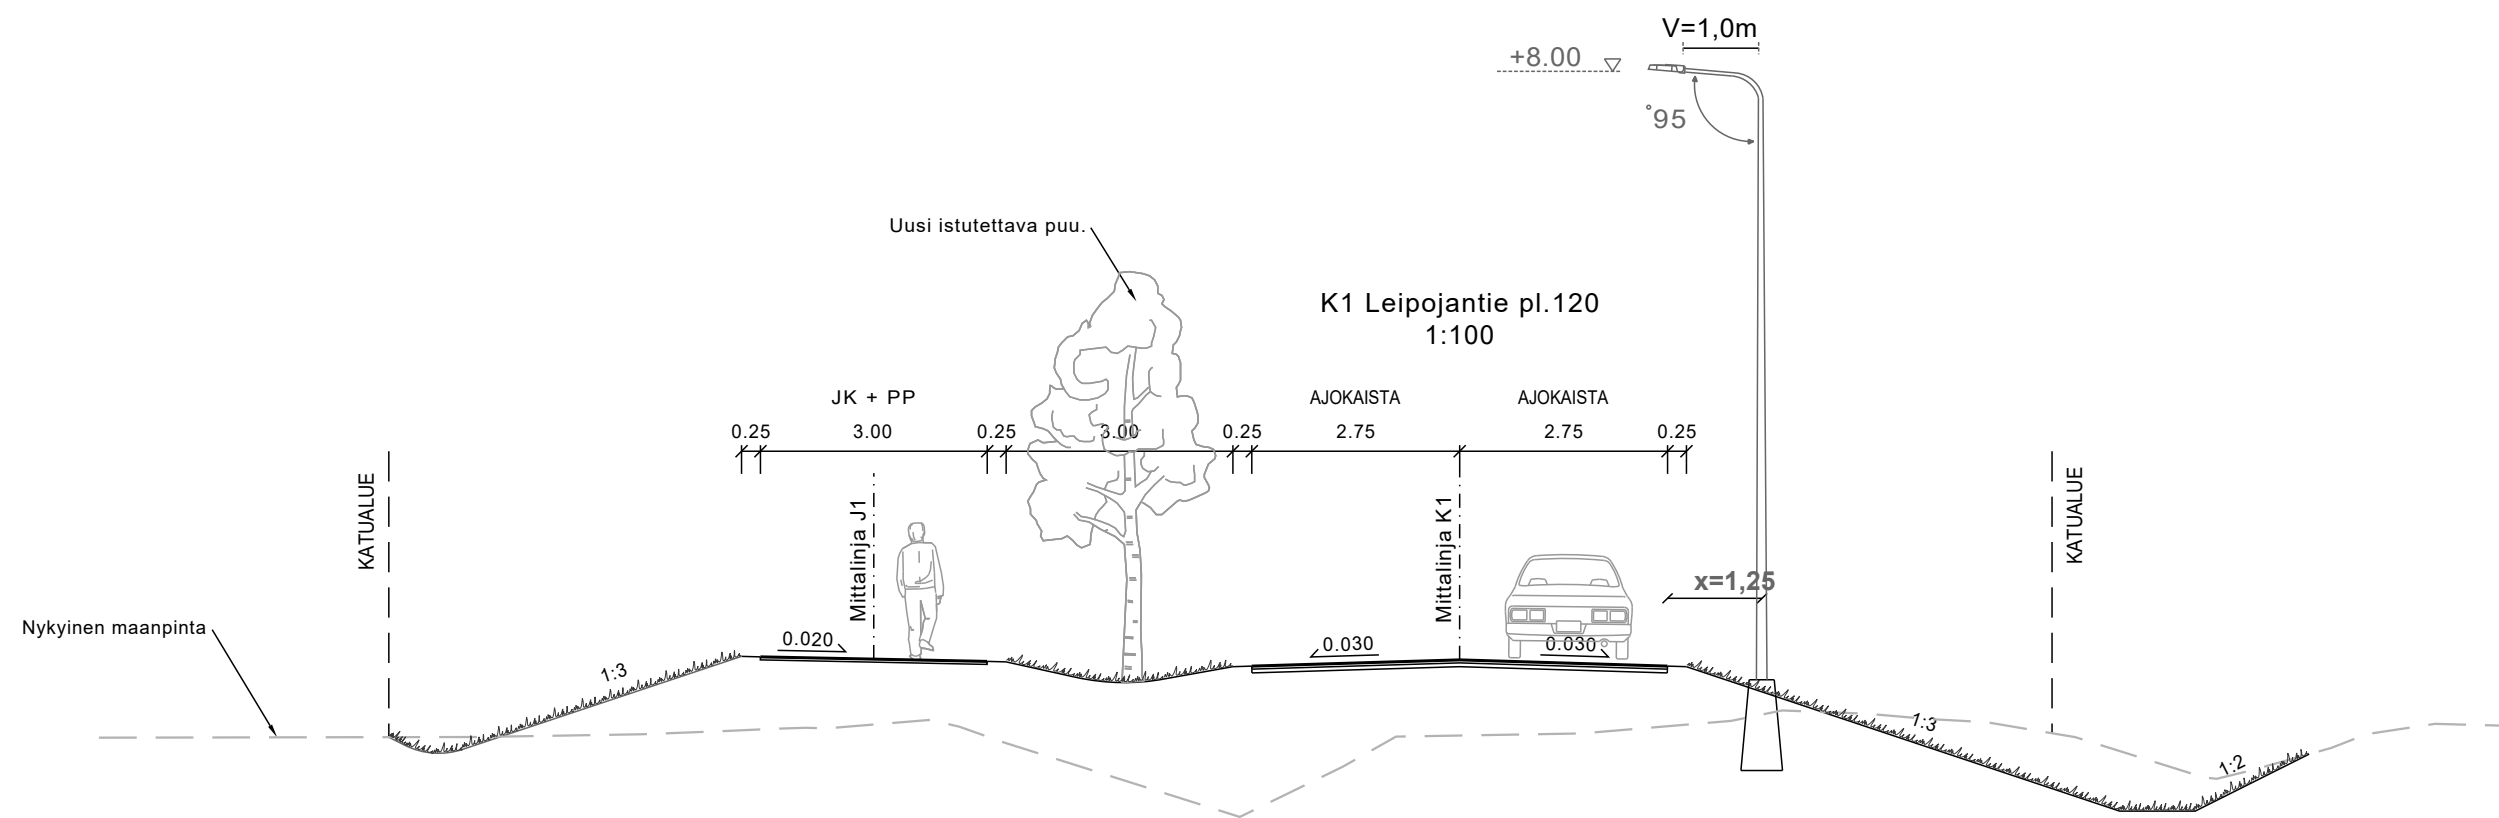 V=1,0m
+8.00
°95
Uusi istutettava puu.
K1 Leipojantie pl.120
1:100
JK + PP
AJOKAISTA
AJOKAISTA
0.25
3.00
0.25
3.00
0.25
2.75
2.75
0.25
KATUALUE
Mittalinja J1
Mittalinja K1
KATUALUE
x=1,25
Nykyinen maanpinta
0.020
0.030
0.030
1:3
1:3
1:2